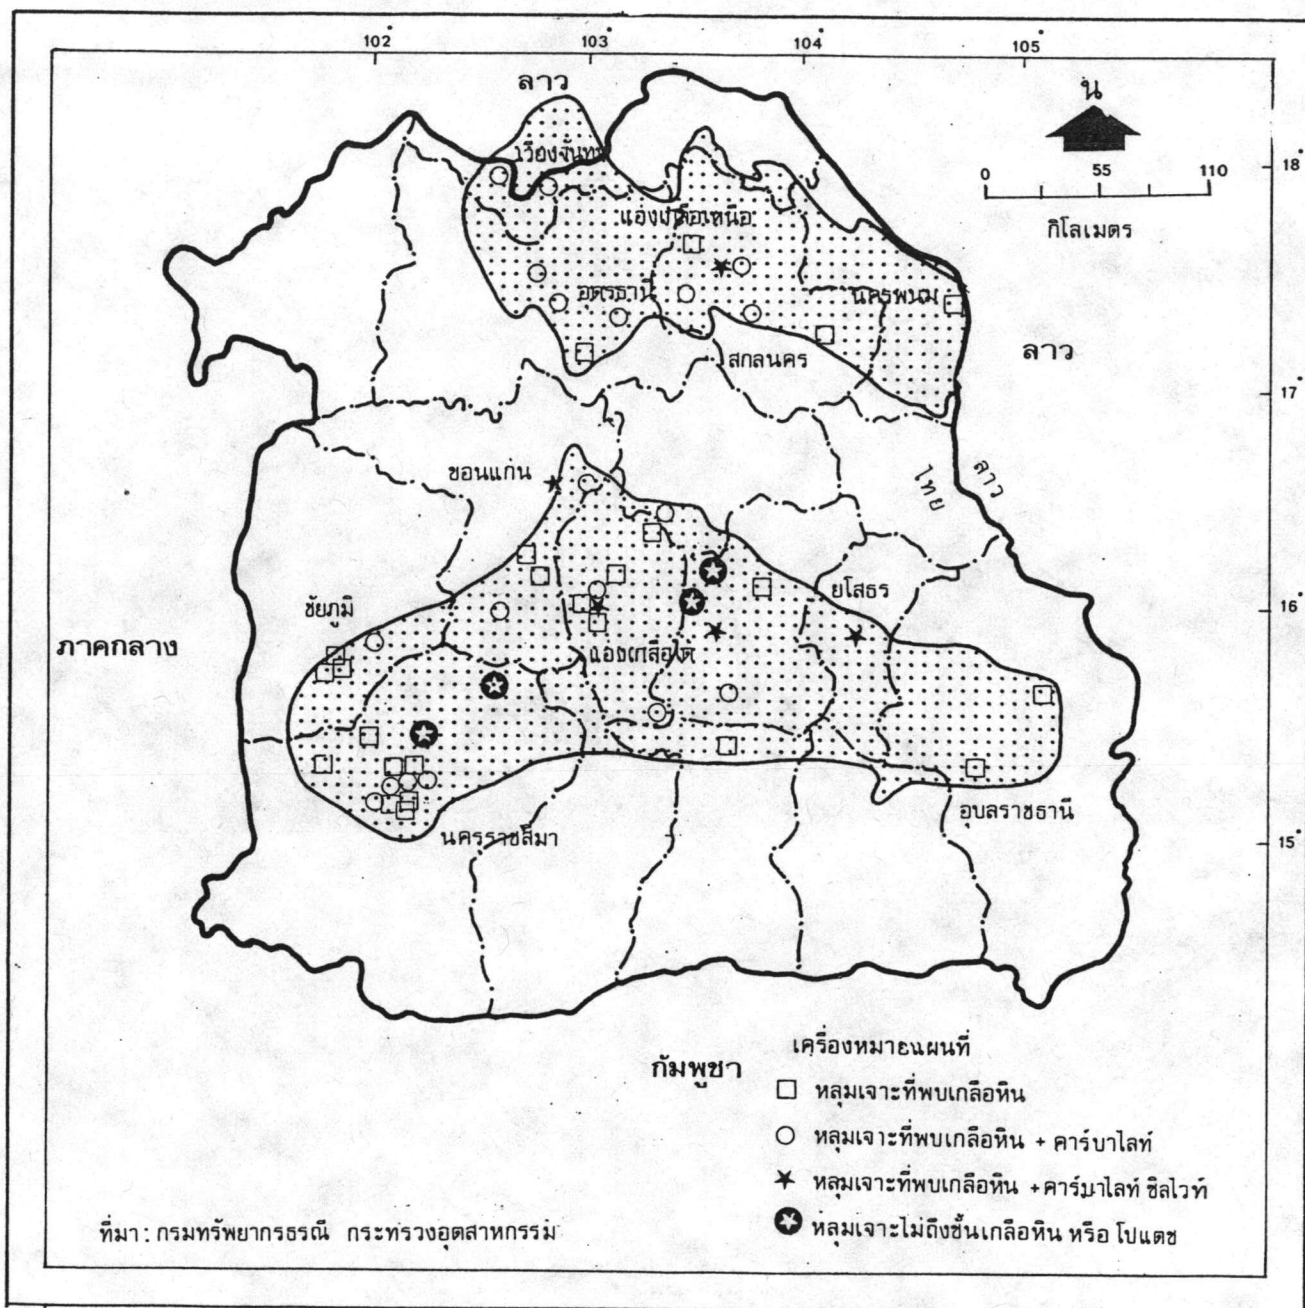 102° 103° 104° 105°
ลาว
น
เวียงจันทน์
0 55 110
18°
แอ่งเกลือเหนือ
กิโลเมตร
อุดรธานี
นครพนม
ลาว
สกลนคร
17°
ขอนแก่น
ไทย
ลาว
ชัยภูมิ
ยโสธร
16°
ภาคกลาง
แอ่งเกลือใต้
อุบลราชธานี
นครราชสีมา
15°
เครื่องหมายแผนที่
กัมพูชา
หลุมเจาะที่พบเกลือหิน
หลุมเจาะที่พบเกลือหิน + คาร์บาไลท์
หลุมเจาะที่พบเกลือหิน +คาร์มาไลท์ ซิลไวท์
หลุมเจาะไม่ถึงชั้นเกลือหิน หรือ โปแตช
ที่มา : กรมทรัพยากรธรณี กระทรวงอุตสาหกรรม